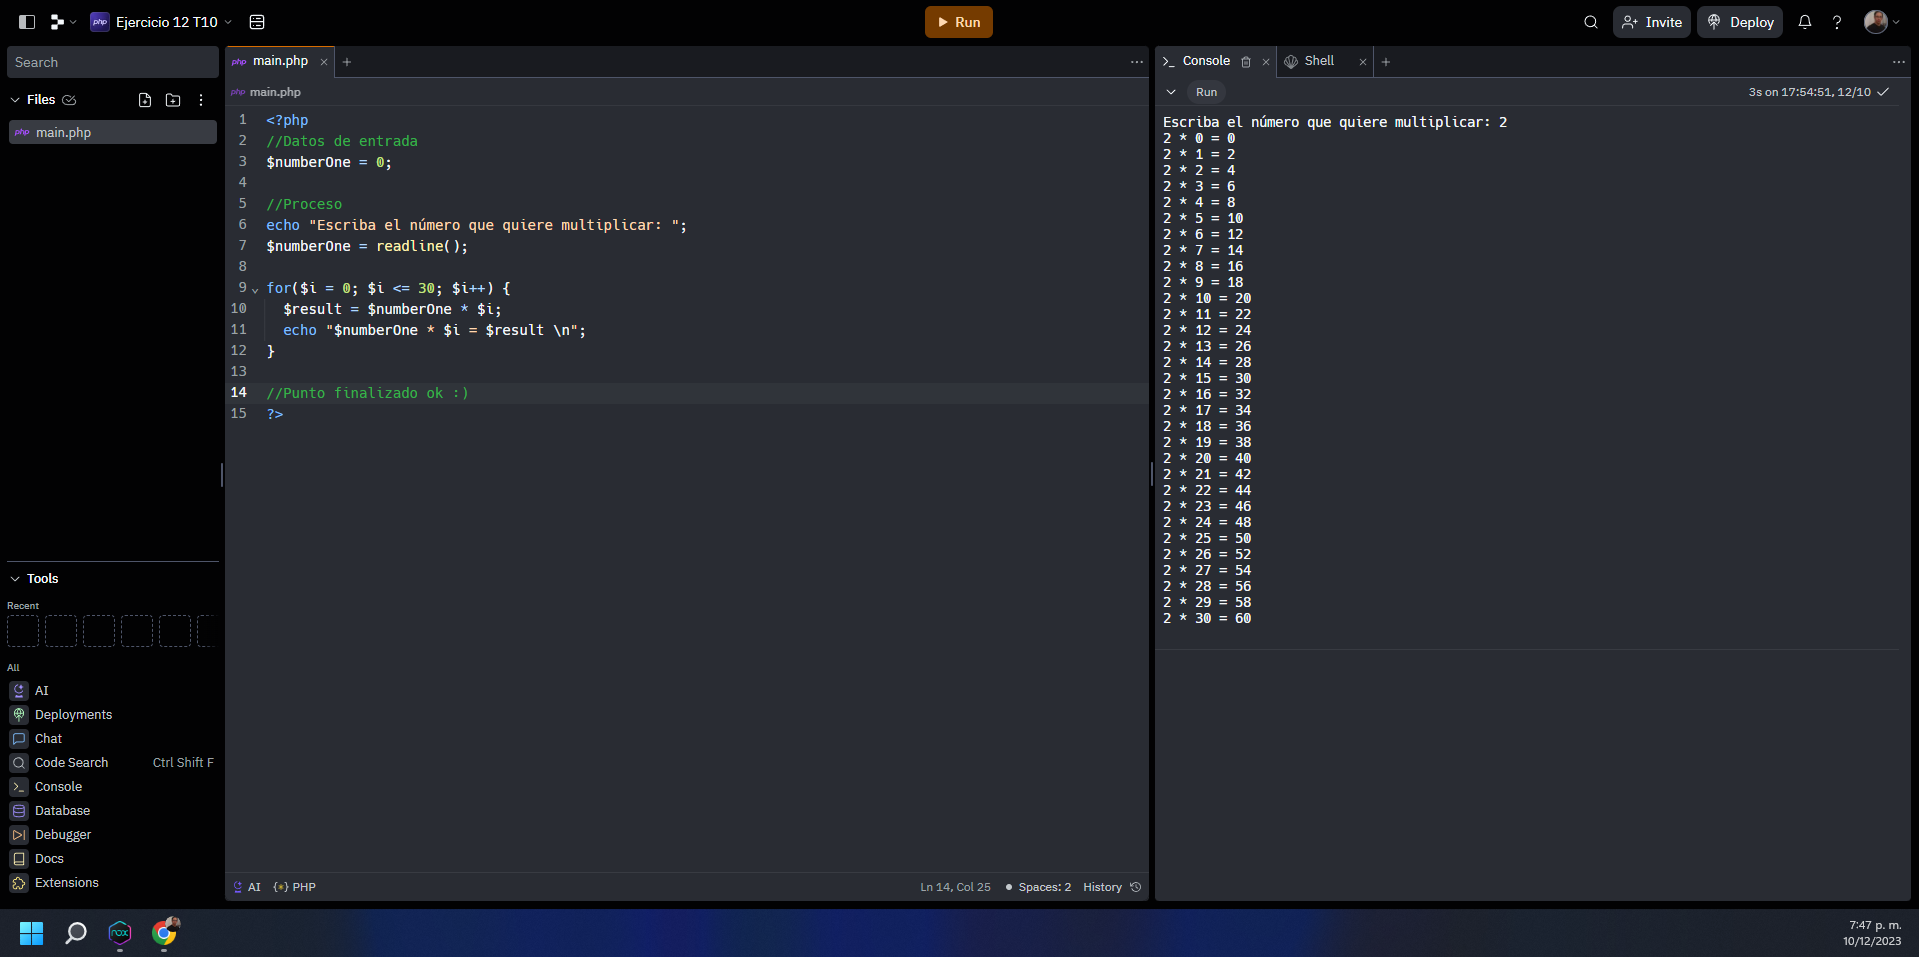 php Ejercicio 12 T10
Run
Invite
Deploy
?
Search
Files
php main.php
Tools
Recent
All
AI
Deployments
Chat
Code Search Ctrl Shift F
Console
Database
Debugger
Docs
Extensions
php main.php
php main.php
1 <?php
2 //Datos de entrada
3 $numberOne = 0;
4
5 //Proceso
6 echo "Escriba el número que quiere multiplicar: ";
7 $numberOne = readline();
8
9 for($i = 0; $i <= 30; $i++) {
10 $result = $numberOne * $i;
11 echo "$numberOne * $i = $result \n";
12 }
13
14 //Punto finalizado ok :)
15 ?>
AI {*} PHP Ln 14, Col 25 Spaces: 2 History
Console Shell
Run 3s on 17:54:51, 12/10
Escriba el número que quiere multiplicar: 2
2 * 0 = 0
2 * 1 = 2
2 * 2 = 4
2 * 3 = 6
2 * 4 = 8
2 * 5 = 10
2 * 6 = 12
2 * 7 = 14
2 * 8 = 16
2 * 9 = 18
2 * 10 = 20
2 * 11 = 22
2 * 12 = 24
2 * 13 = 26
2 * 14 = 28
2 * 15 = 30
2 * 16 = 32
2 * 17 = 34
2 * 18 = 36
2 * 19 = 38
2 * 20 = 40
2 * 21 = 42
2 * 22 = 44
2 * 23 = 46
2 * 24 = 48
2 * 25 = 50
2 * 26 = 52
2 * 27 = 54
2 * 28 = 56
2 * 29 = 58
2 * 30 = 60
nox
7:47 p. m.
10/12/2023